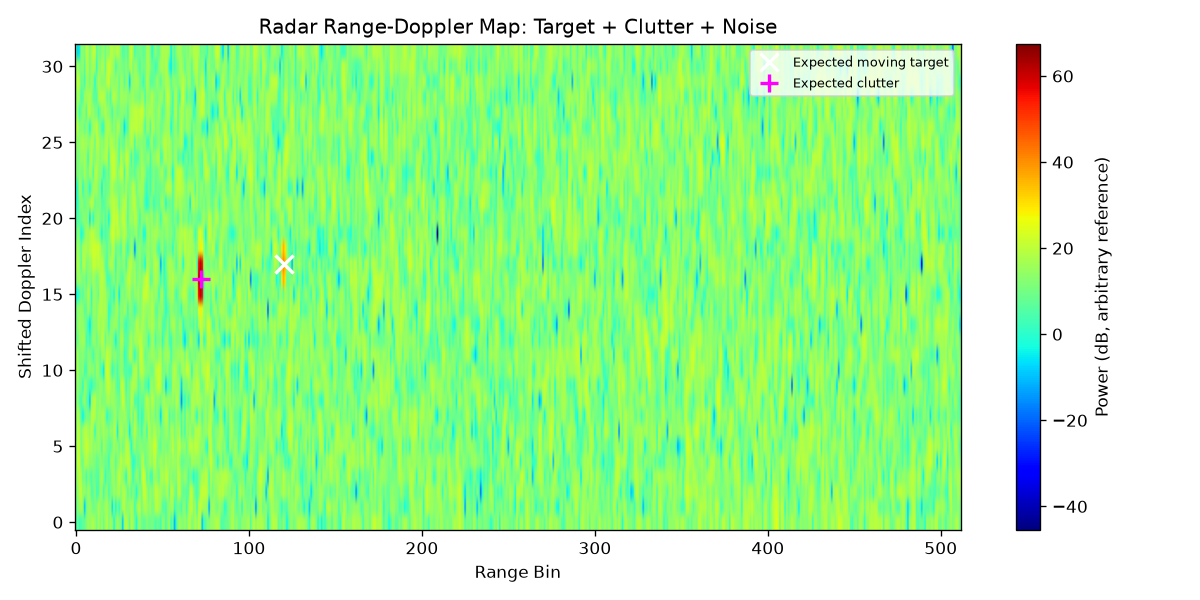 Radar Range-Doppler Map: Target + Clutter + Noise
Expected moving target
Expected clutter
30
25
20
15
10
5
0
Shifted Doppler Index
0 100 200 300 400 500
Range Bin
60
40
20
0
−20
−40
Power (dB, arbitrary reference)